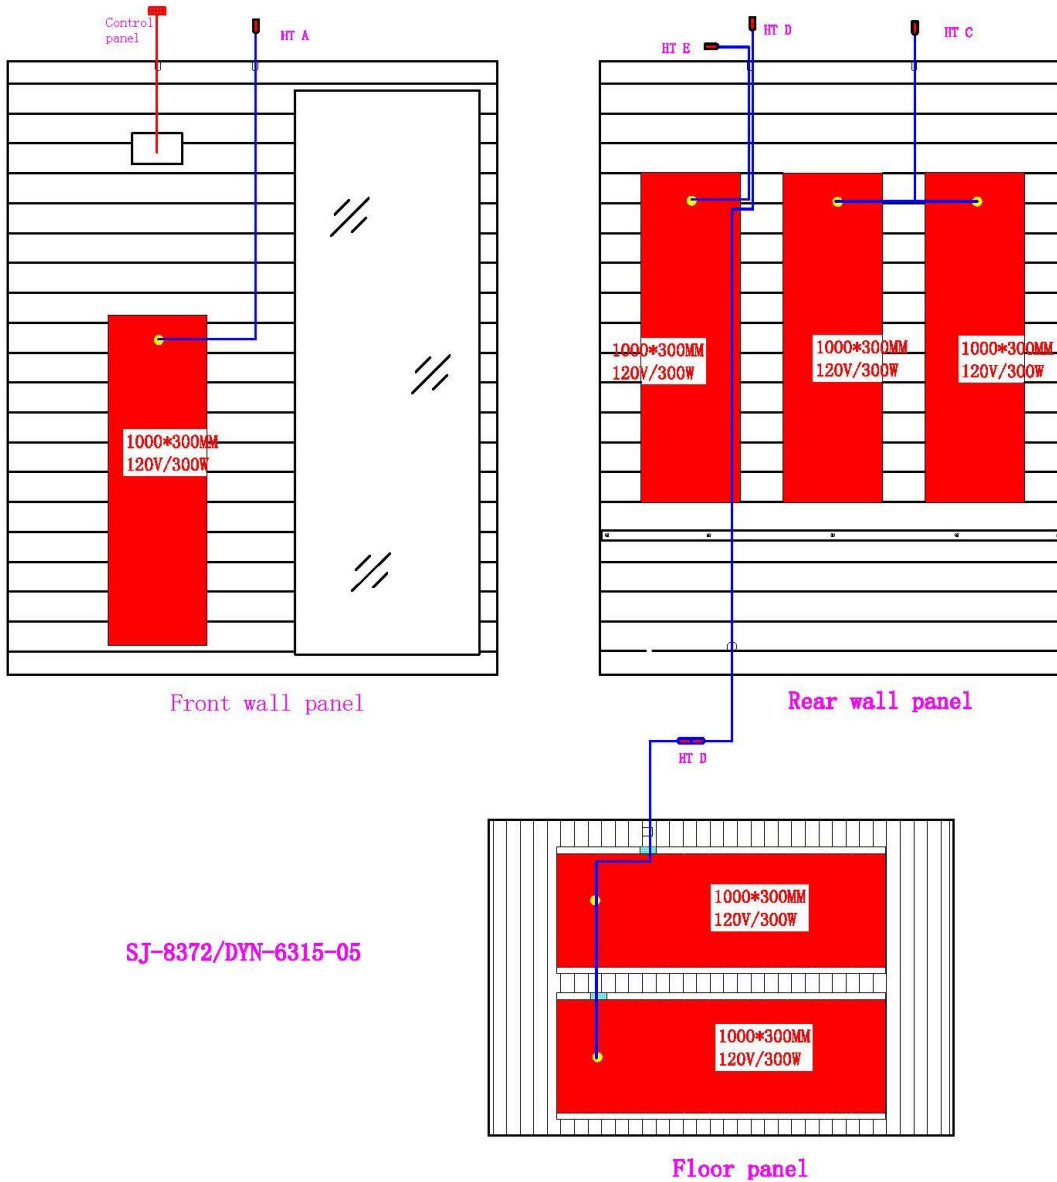 Control
panel
HT A
HT E
HT D
HT C
1000*300MM
120V/300W
1000*300MM
120V/300W
1000*300MM
120V/300W
1000*300MM
120V/300W
Front wall panel
Rear wall panel
HT D
1000*300MM
120V/300W
SJ-8372/DYN-6315-05
1000*300MM
120V/300W
Floor panel